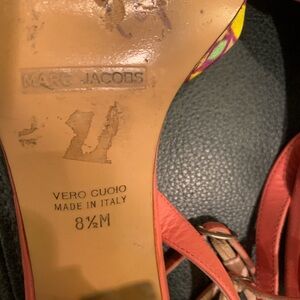 MARC JACOBS
VERO CUOIO
MADE IN ITALY
8½M